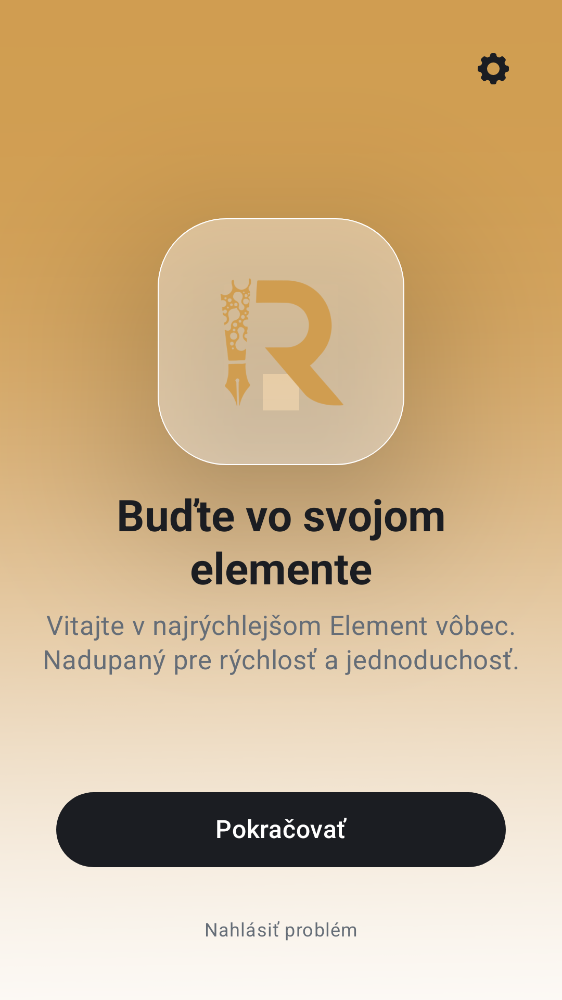 R
Buďte vo svojom
elemente
Vitajte v najrýchlejšom Element vôbec.
Nadupaný pre rýchlosť a jednoduchosť.
Pokračovať
Nahlásiť problém